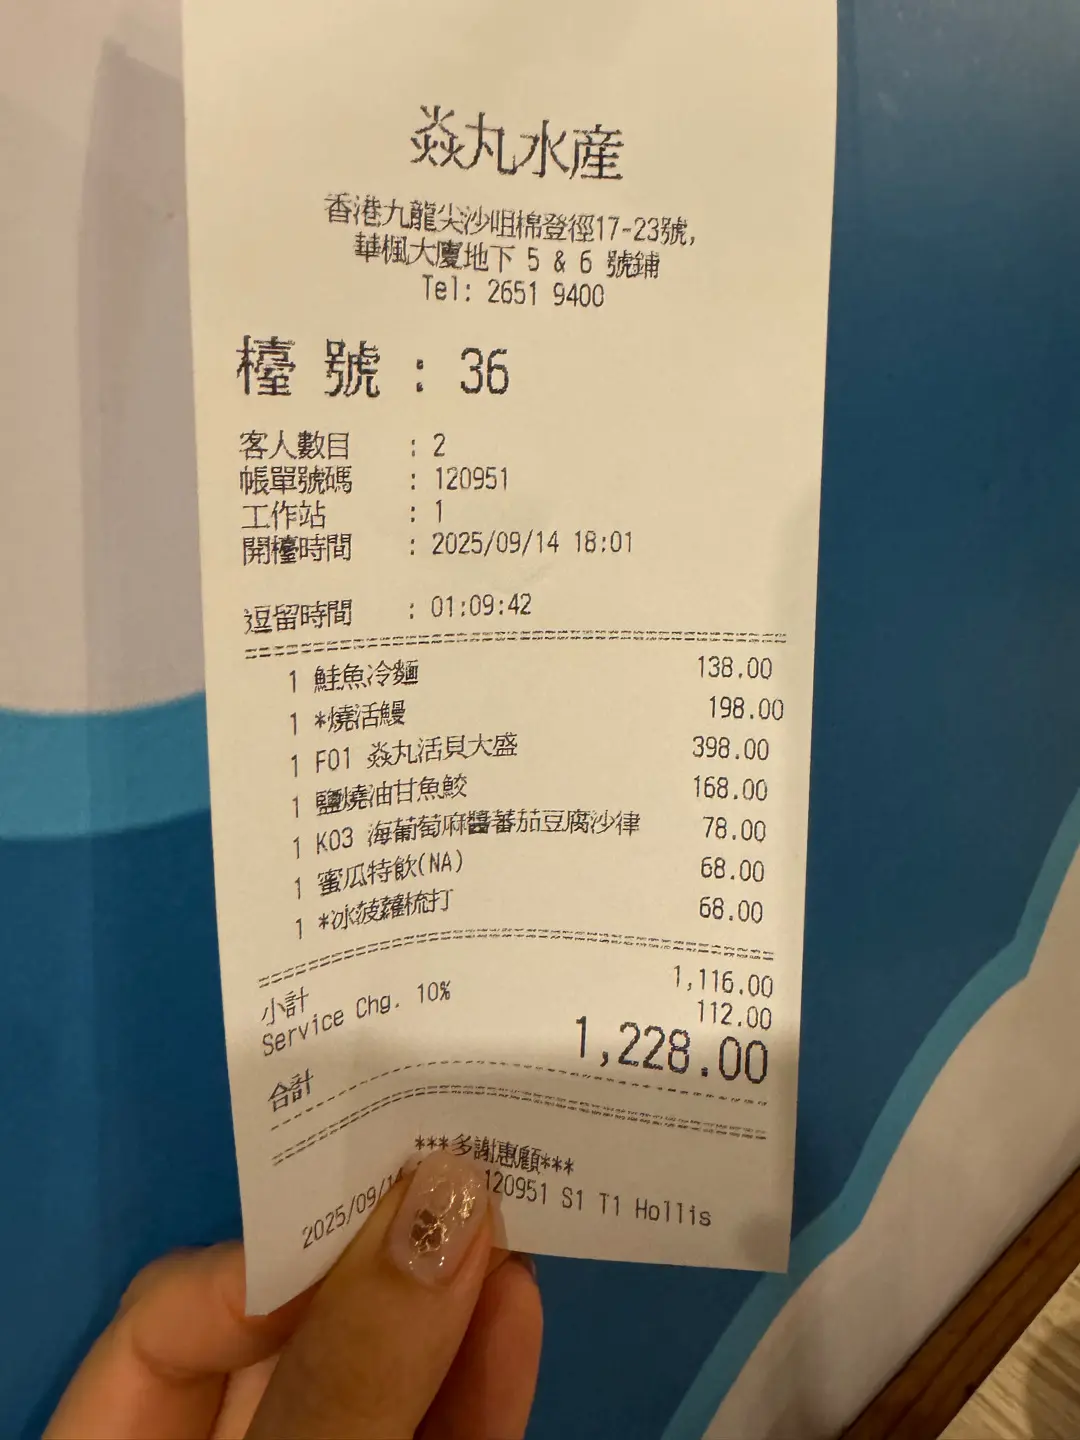 焱丸水産
香港九龍尖沙咀棉登徑17-23號,
華楓大廈地下 5 & 6 號鋪
Tel: 2651 9400
檯 號 : 36
客人數目 : 2
帳單號碼 : 120951
工作站 : 1
開檯時間 : 2025/09/14 18:01
逗留時間 : 01:09:42
1 鮭魚冷麵 138.00
1 *燒活鰻 198.00
1 F01 焱丸活貝大盛 398.00
1 鹽燒油甘魚鮫 168.00
1 K03 海葡萄麻醬蕃茄豆腐沙律 78.00
1 蜜瓜特飲(NA) 68.00
1 *冰菠蘿梳打 68.00
小計 1,116.00
Service Chg. 10% 112.00
合計 1,228.00
***多謝惠顧***
2025/09/14 120951 S1 T1 Hollis